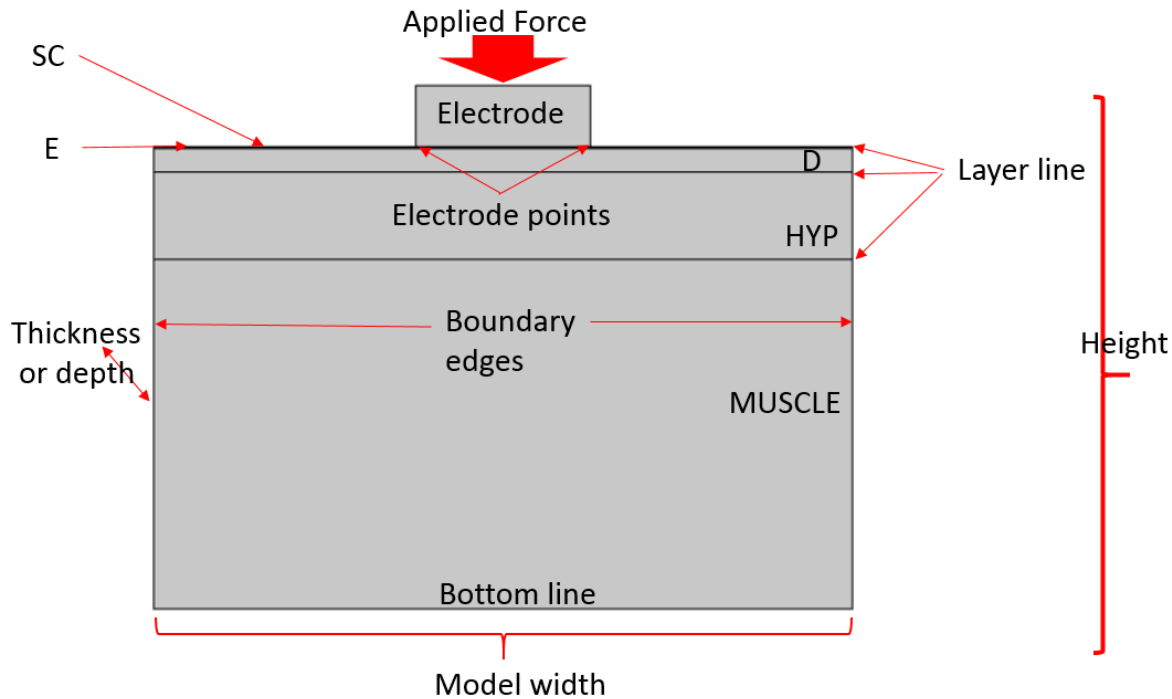 Applied Force
SC
Electrode
E
D
Layer line
Electrode points
HYP
Thickness
or depth
Boundary
edges
Height
MUSCLE
Bottom line
Model width